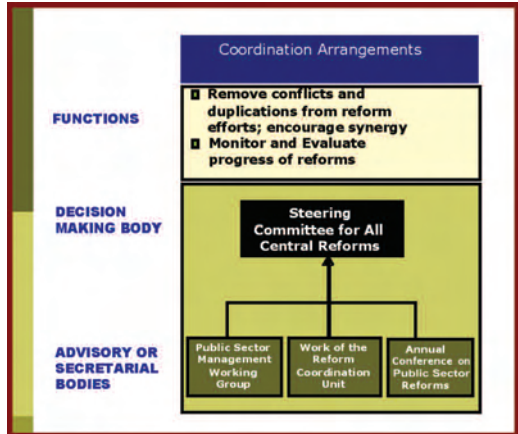 Coordination Arrangements
FUNCTIONS
Remove conflicts and
duplications from reform
efforts; encourage synergy
Monitor and Evaluate
progress of reforms
DECISION
MAKING BODY
Steering
Committee for All
Central Reforms
ADVISORY OR
SECRETARIAL
BODIES
Public Sector
Management
Working
Group
Work of the
Reform
Coordination
Unit
Annual
Conference on
Public Sector
Reforms